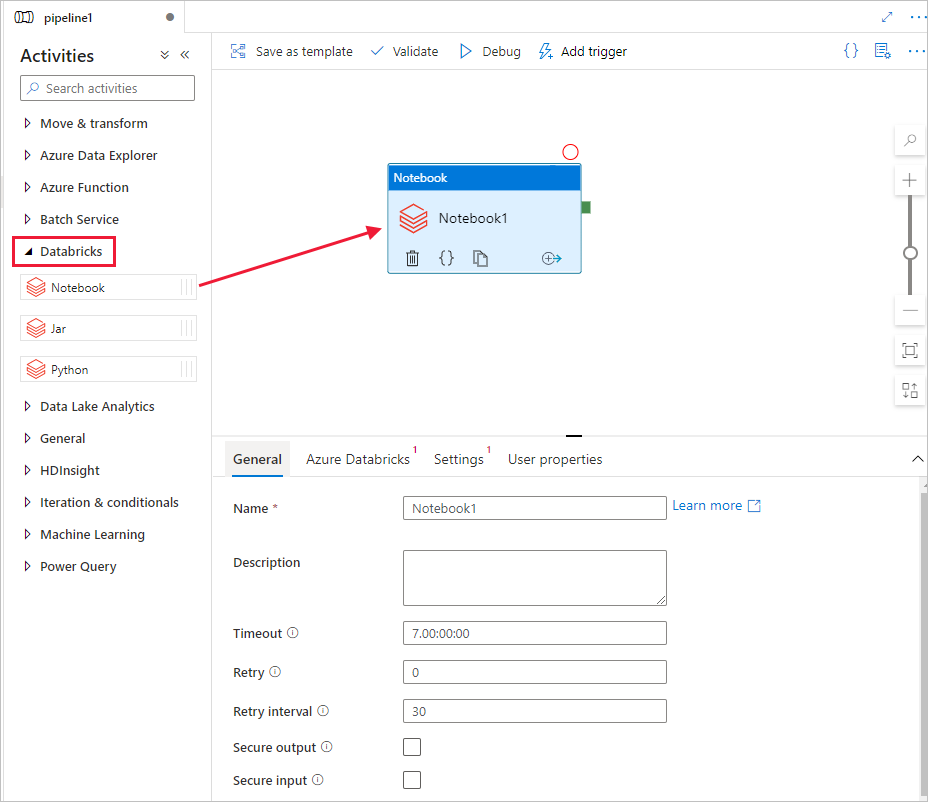 pipeline1
Activities
Search activities
Move & transform
Azure Data Explorer
Azure Function
Batch Service
Databricks
Notebook
Jar
Python
Data Lake Analytics
General
HDInsight
Iteration & conditionals
Machine Learning
Power Query
Save as template
Validate
Debug
Add trigger
{}
Notebook
Notebook1
{}
General
Azure Databricks 1
Settings 1
User properties
Name *
Notebook1
Learn more
Description
Timeout
7.00:00:00
Retry
0
Retry interval
30
Secure output
Secure input